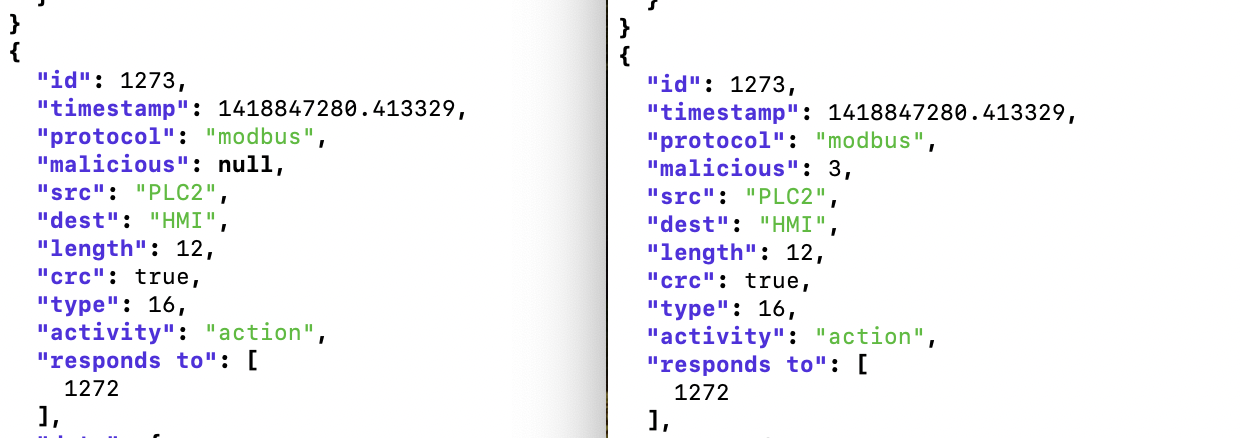 }
{
"id": 1273,
"timestamp": 1418847280.413329,
"protocol": "modbus",
"malicious": null,
"src": "PLC2",
"dest": "HMI",
"length": 12,
"crc": true,
"type": 16,
"activity": "action",
"responds to": [
1272
],
}
{
"id": 1273,
"timestamp": 1418847280.413329,
"protocol": "modbus",
"malicious": 3,
"src": "PLC2",
"dest": "HMI",
"length": 12,
"crc": true,
"type": 16,
"activity": "action",
"responds to": [
1272
],